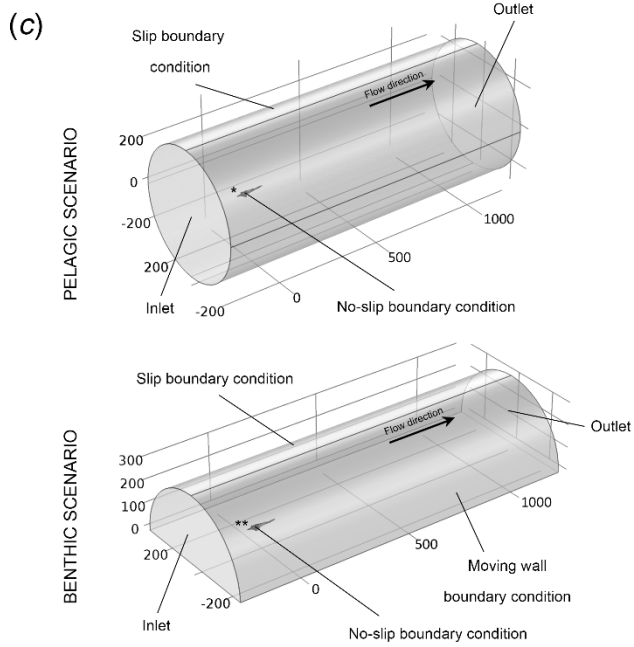 (c)
Slip boundary
condition
Outlet
Flow direction
PELAGIC SCENARIO
200
0
-200
200
-200
*
0
500
1000
Inlet
No-slip boundary condition
Slip boundary condition
Flow direction
BENTHIC SCENARIO
300
200
100
0
200
-200
**
0
500
1000
Outlet
Moving wall
boundary condition
Inlet
No-slip boundary condition